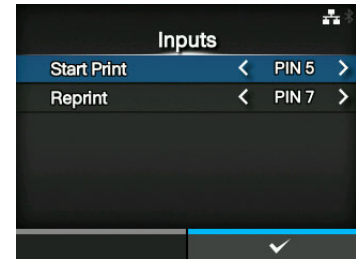 Inputs
Start Print < PIN 5 >
Reprint < PIN 7 >